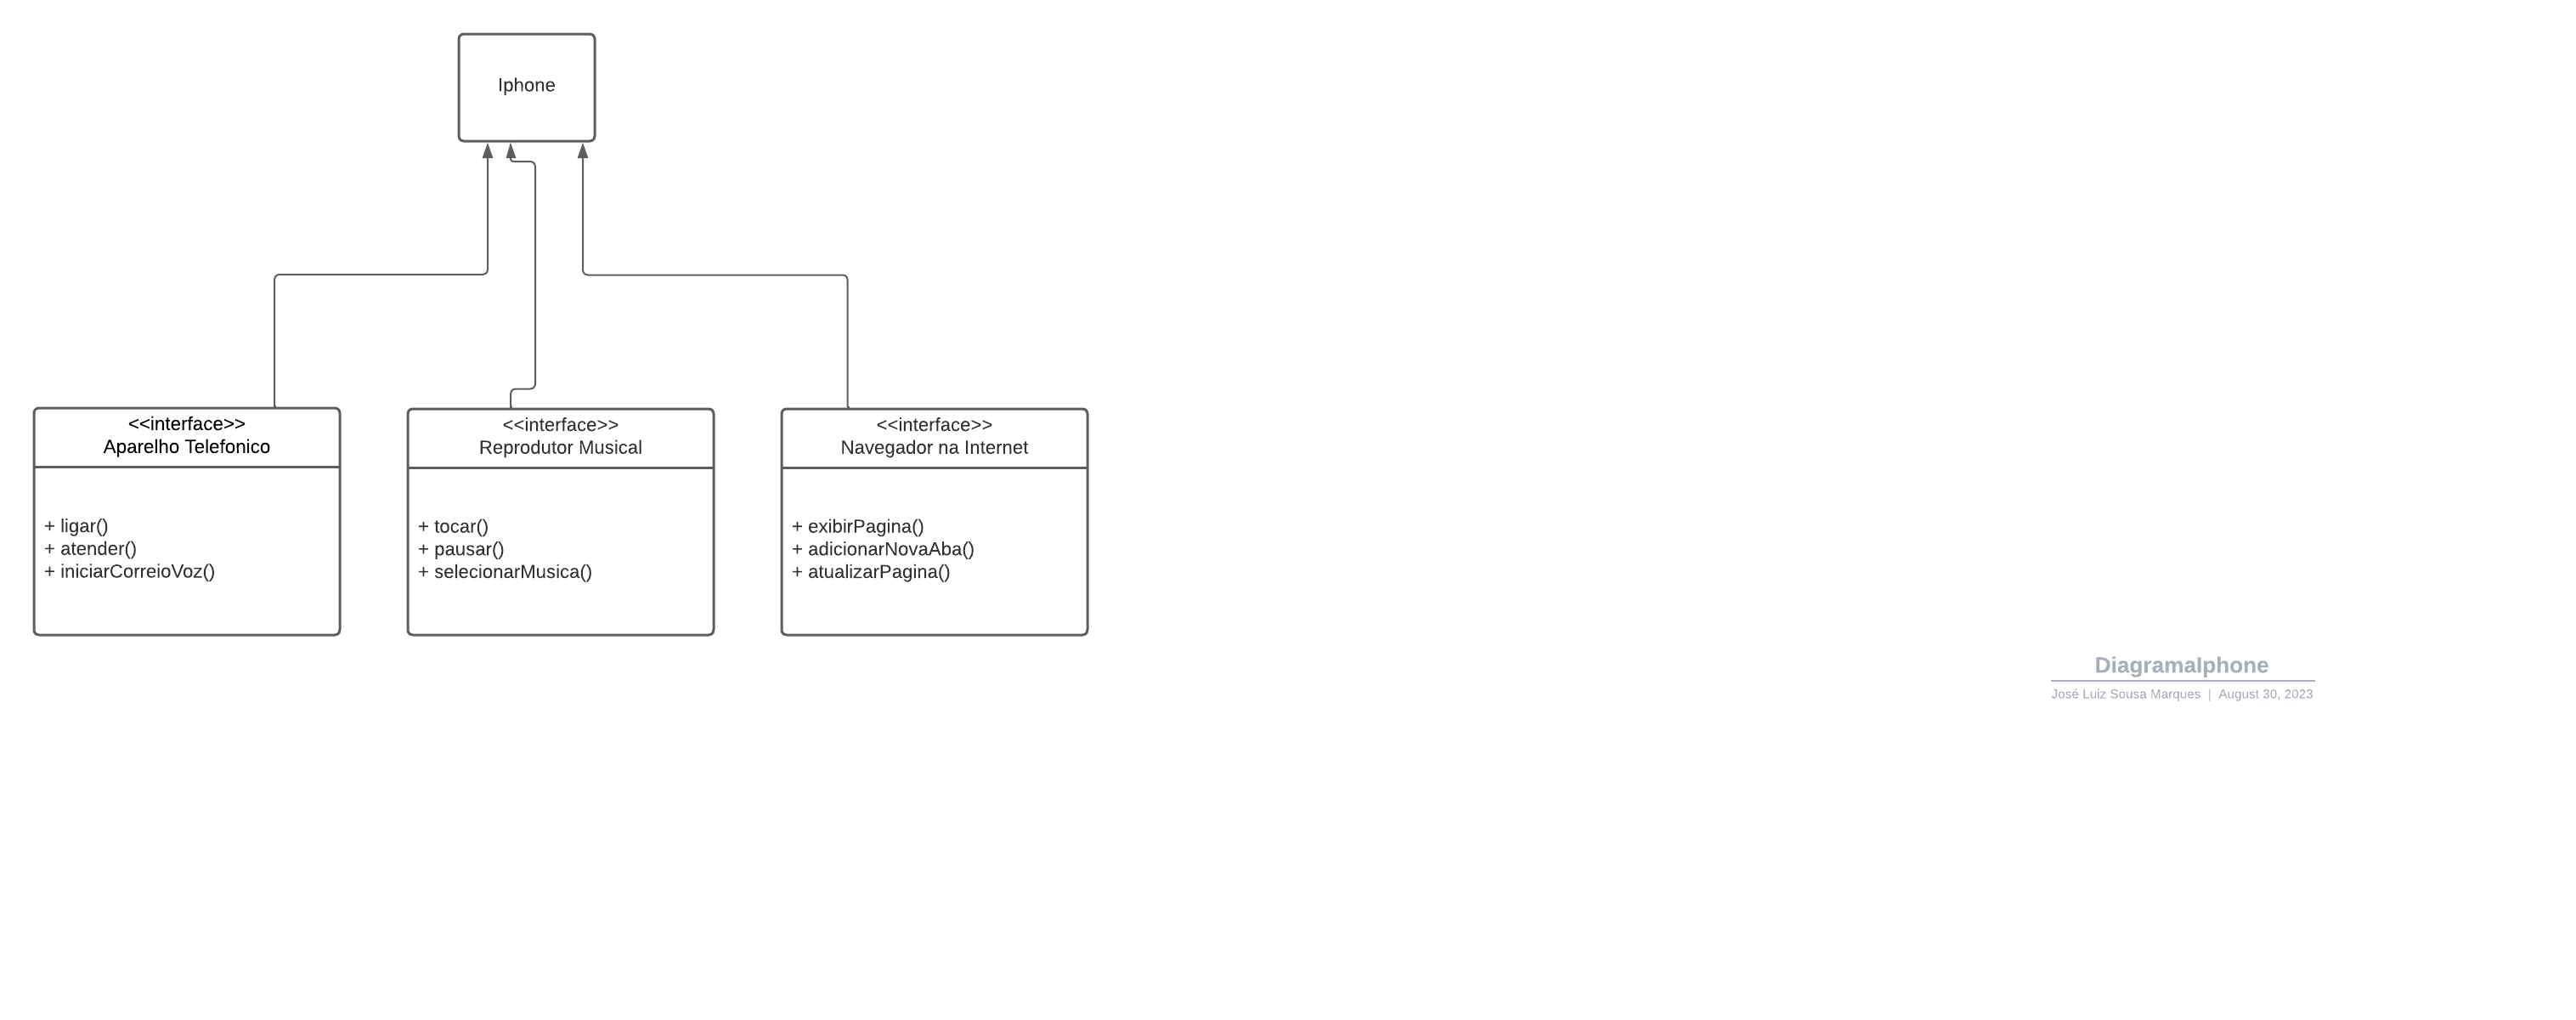 Iphone
<<interface>>
Aparelho Telefonico
+ ligar()
+ atender()
+ iniciarCorreioVoz()
<<interface>>
Reprodutor Musical
+ tocar()
+ pausar()
+ selecionarMusica()
<<interface>>
Navegador na Internet
+ exibirPagina()
+ adicionarNovaAba()
+ atualizarPagina()
DiagramaIphone
José Luiz Sousa Marques | August 30, 2023